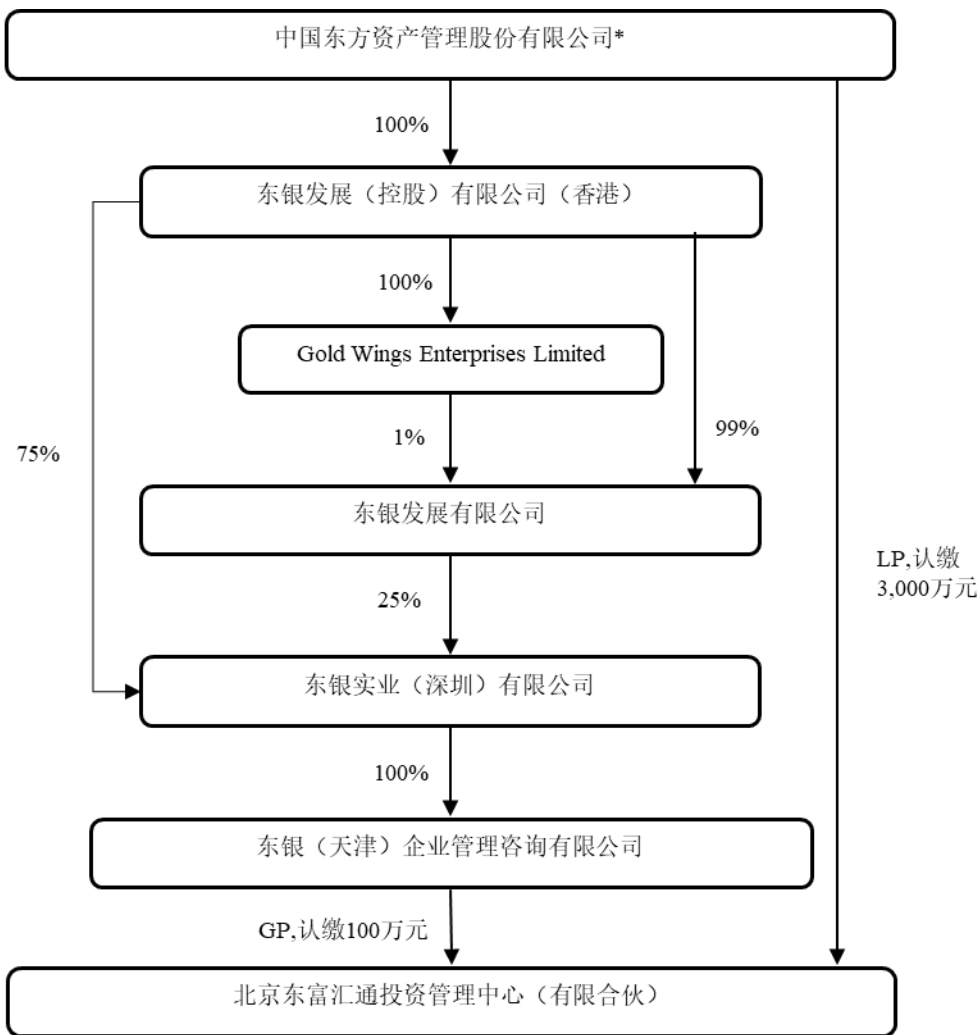 中国东方资产管理股份有限公司*
100%
东银发展（控股）有限公司（香港）
100%
Gold Wings Enterprises Limited
1%
99%
75%
东银发展有限公司
LP,认缴
3,000万元
25%
东银实业（深圳）有限公司
100%
东银（天津）企业管理咨询有限公司
GP,认缴100万元
北京东富汇通投资管理中心（有限合伙）